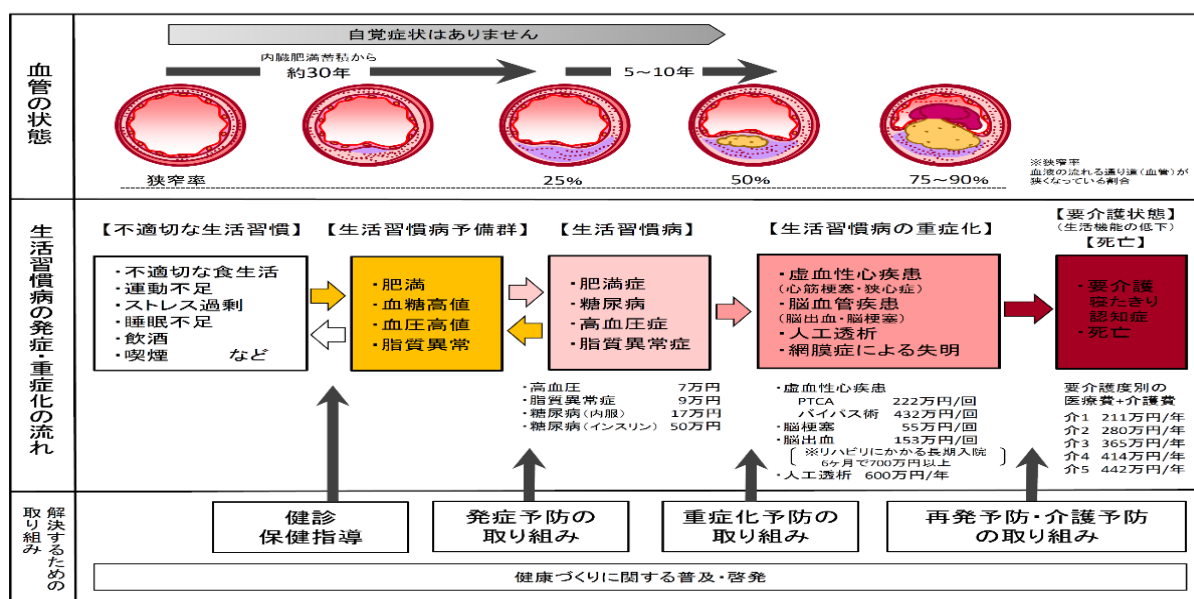 血管の状態
自覚症状はありません
内臓肥満蓄積から
約30年
5~10年
狭窄率
25%
50%
75~90%
※狭窄率
血液の流れる通り道(血管)が
狭くなっている割合
生活習慣病の発症・重症化の流れ
【不適切な生活習慣】
・不適切な食生活
・運動不足
・ストレス過剰
・睡眠不足
・飲酒
・喫煙 など
【生活習慣病予備群】
・肥満
・血糖高値
・血圧高値
・脂質異常
【生活習慣病】
・肥満症
・糖尿病
・高血圧症
・脂質異常症
・高血圧 7万円
・脂質異常症 9万円
・糖尿病(内服) 17万円
・糖尿病(インスリン) 50万円
【生活習慣病の重症化】
・虚血性心疾患
(心筋梗塞・狭心症)
・脳血管疾患
(脳出血・脳梗塞)
・人工透析
・網膜症による失明
・虚血性心疾患
PTCA 222万円/回
バイパス術 432万円/回
・脳梗塞 55万円/回
・脳出血 153万円/回
※リハビリにかかる長期入院
6ヶ月で700万円以上
・人工透析 600万円/年
【要介護状態】
(生活機能の低下)
【死亡】
・要介護
寝たきり
認知症
・死亡
要介護度別の
医療費+介護費
介1 211万円/年
介2 280万円/年
介3 365万円/年
介4 414万円/年
介5 442万円/年
解決するための
取り組み
健診
保健指導
発症予防の
取り組み
重症化予防の
取り組み
再発予防・介護予防
の取り組み
健康づくりに関する普及・啓発